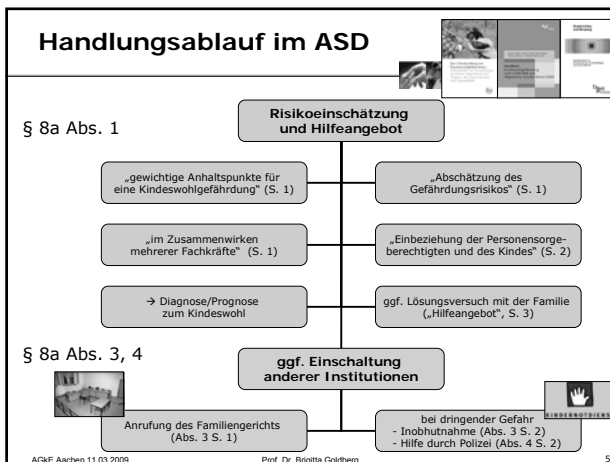 Handlungsablauf im ASD
§ 8a Abs. 1
Risikoeinschätzung
und Hilfeangebot
„gewichtige Anhaltspunkte für
eine Kindeswohlgefährdung“ (S. 1)
„Abschätzung des
Gefährdungsrisikos“ (S. 1)
„im Zusammenwirken
mehrerer Fachkräfte“ (S. 1)
„Einbeziehung der Personensorge-
berechtigten und des Kindes“ (S. 2)
→ Diagnose/Prognose
zum Kindeswohl
ggf. Lösungsversuch mit der Familie
(„Hilfeangebot“, S. 3)
§ 8a Abs. 3, 4
ggf. Einschaltung
anderer Institutionen
KINDERNOTDIENST
Anrufung des Familiengerichts
(Abs. 3 S. 1)
bei dringender Gefahr
- Inobhutnahme (Abs. 3 S. 2)
- Hilfe durch Polizei (Abs. 4 S. 2)
AGkE Aachen 11.03.2009
Prof. Dr. Brigitta Goldberg
5